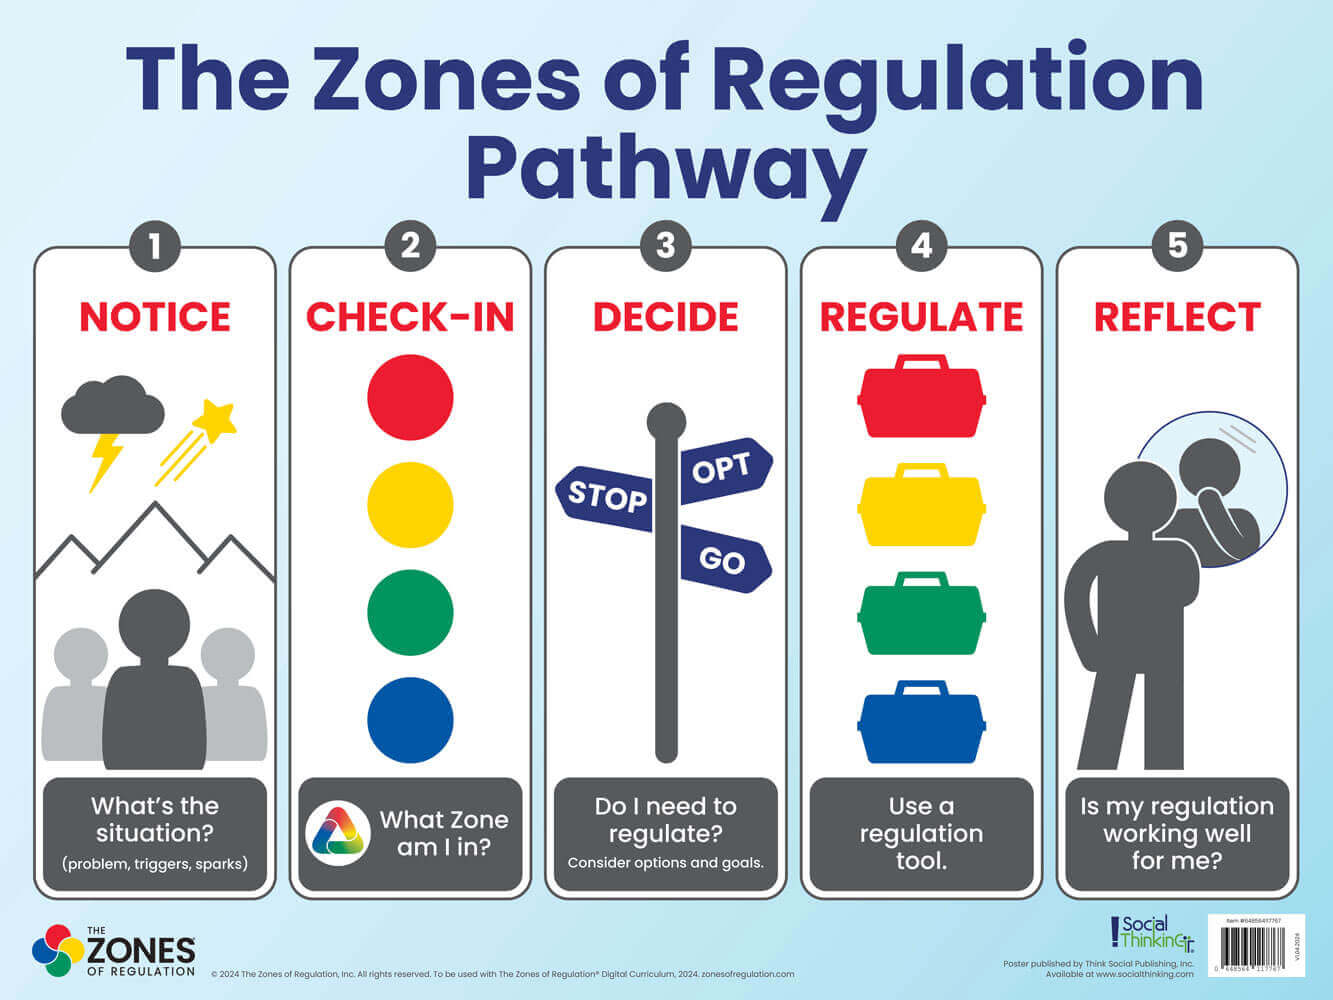 The Zones of Regulation
Pathway
1
NOTICE
What's the
situation?
(problem, triggers, sparks)
2
CHECK-IN
What Zone
am I in?
3
DECIDE
STOP
OPT
GO
Do I need to
regulate?
Consider options and goals.
4
REGULATE
Use a
regulation
tool.
5
REFLECT
Is my regulation
working well
for me?
THE
ZONES
OF REGULATION
© 2024 The Zones of Regulation, Inc. All rights reserved. To be used with The Zones of Regulation® Digital Curriculum, 2024. zonesofregulation.com
Social
Thinking
Poster published by Think Social Publishing, Inc.
Available at www.socialthinking.com